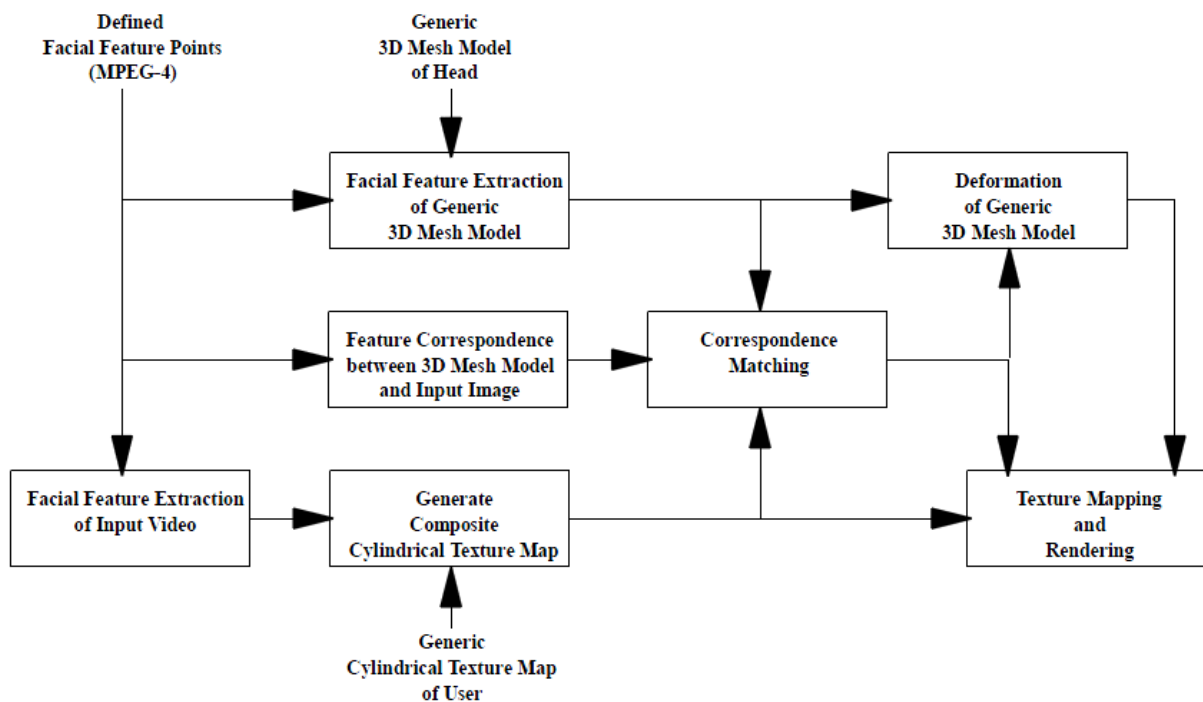 Defined
Facial Feature Points
(MPEG-4)
Generic
3D Mesh Model
of Head
Facial Feature Extraction
of Generic
3D Mesh Model
Deformation
of Generic
3D Mesh Model
Feature Correspondence
between 3D Mesh Model
and Input Image
Correspondence
Matching
Facial Feature Extraction
of Input Video
Generate
Composite
Cylindrical Texture Map
Texture Mapping
and
Rendering
Generic
Cylindrical Texture Map
of User